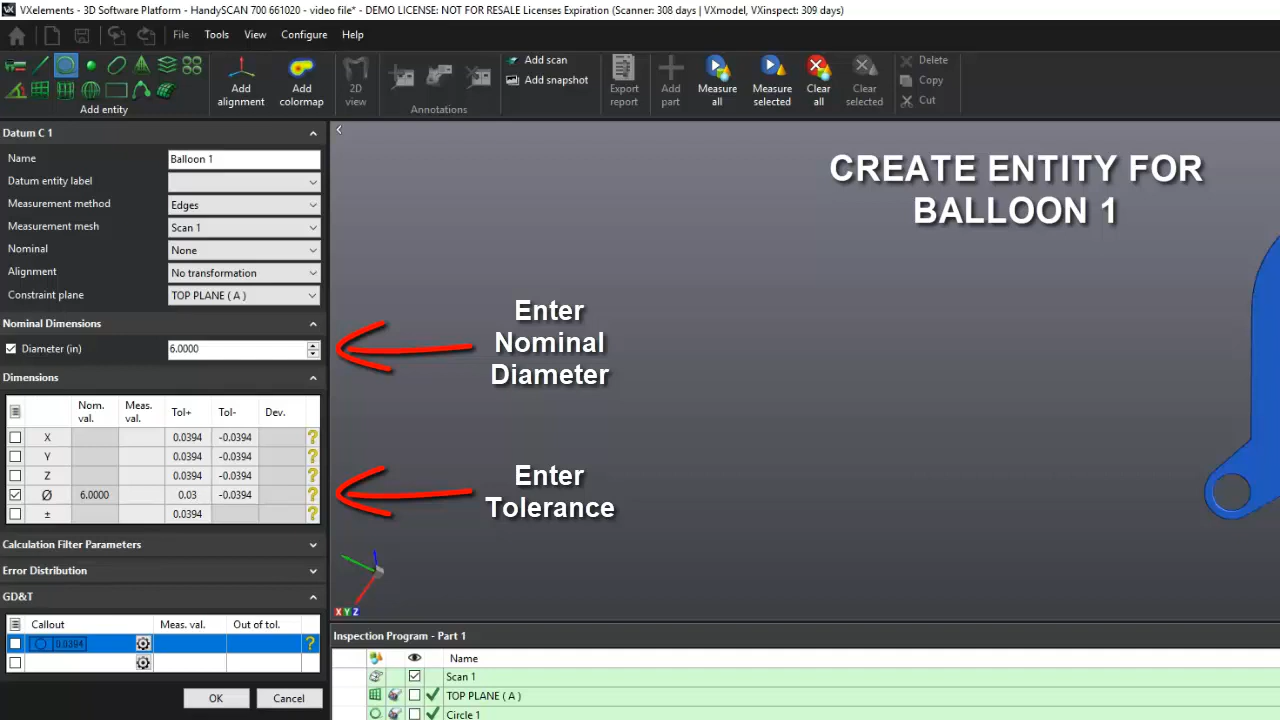 VXelements - 3D Software Platform - HandySCAN 700 661020 - video file* - DEMO LICENSE: NOT FOR RESALE Licenses Expiration (Scanner: 308 days | VXmodel, VXinspect: 309 days)
File Tools View Configure Help
Add entity
Add alignment
Add colormap
2D view
Annotations
Add scan
Add snapshot
Export report
Add part
Measure all
Measure selected
Clear all
Clear selected
Delete
Copy
Cut
Datum C 1
Name Balloon 1
Datum entity label
Measurement method Edges
Measurement mesh Scan 1
Nominal None
Alignment No transformation
Constraint plane TOP PLANE ( A )
Nominal Dimensions
Diameter (in) 6.0000
Dimensions
Nom. val. Meas. val. Tol+ Tol- Dev.
X 0.0394 -0.0394 ?
Y 0.0394 -0.0394 ?
Z 0.0394 -0.0394 ?
Ø 6.0000 0.03 -0.0394 ?
± 0.0394 ?
Calculation Filter Parameters
Error Distribution
GD&T
Callout Meas. val. Out of tol.
0.0394 ?
OK Cancel
CREATE ENTITY FOR
BALLOON 1
Enter
Nominal
Diameter
Enter
Tolerance
X Y Z
Inspection Program - Part 1
Name
Scan 1
TOP PLANE ( A )
Circle 1